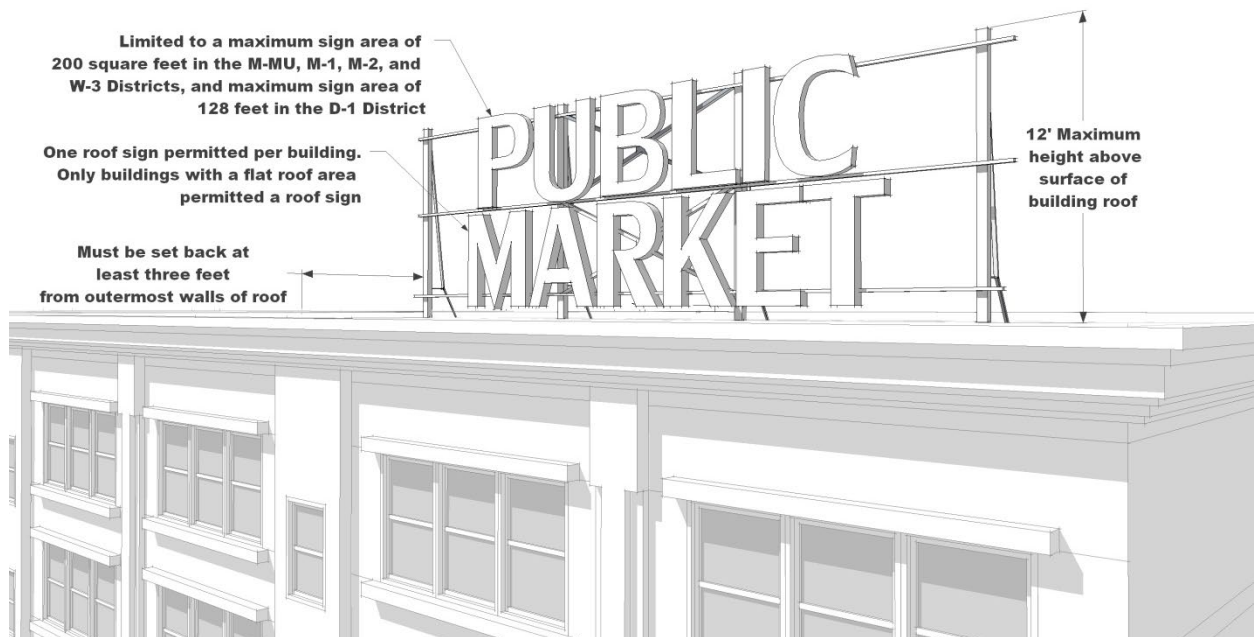 Limited to a maximum sign area of
200 square feet in the M-MU, M-1, M-2, and
W-3 Districts, and maximum sign area of
128 feet in the D-1 District
One roof sign permitted per building.
Only buildings with a flat roof area
permitted a roof sign
Must be set back at
least three feet
from outermost walls of roof
PUBLIC
MARKET
12' Maximum
height above
surface of
building roof